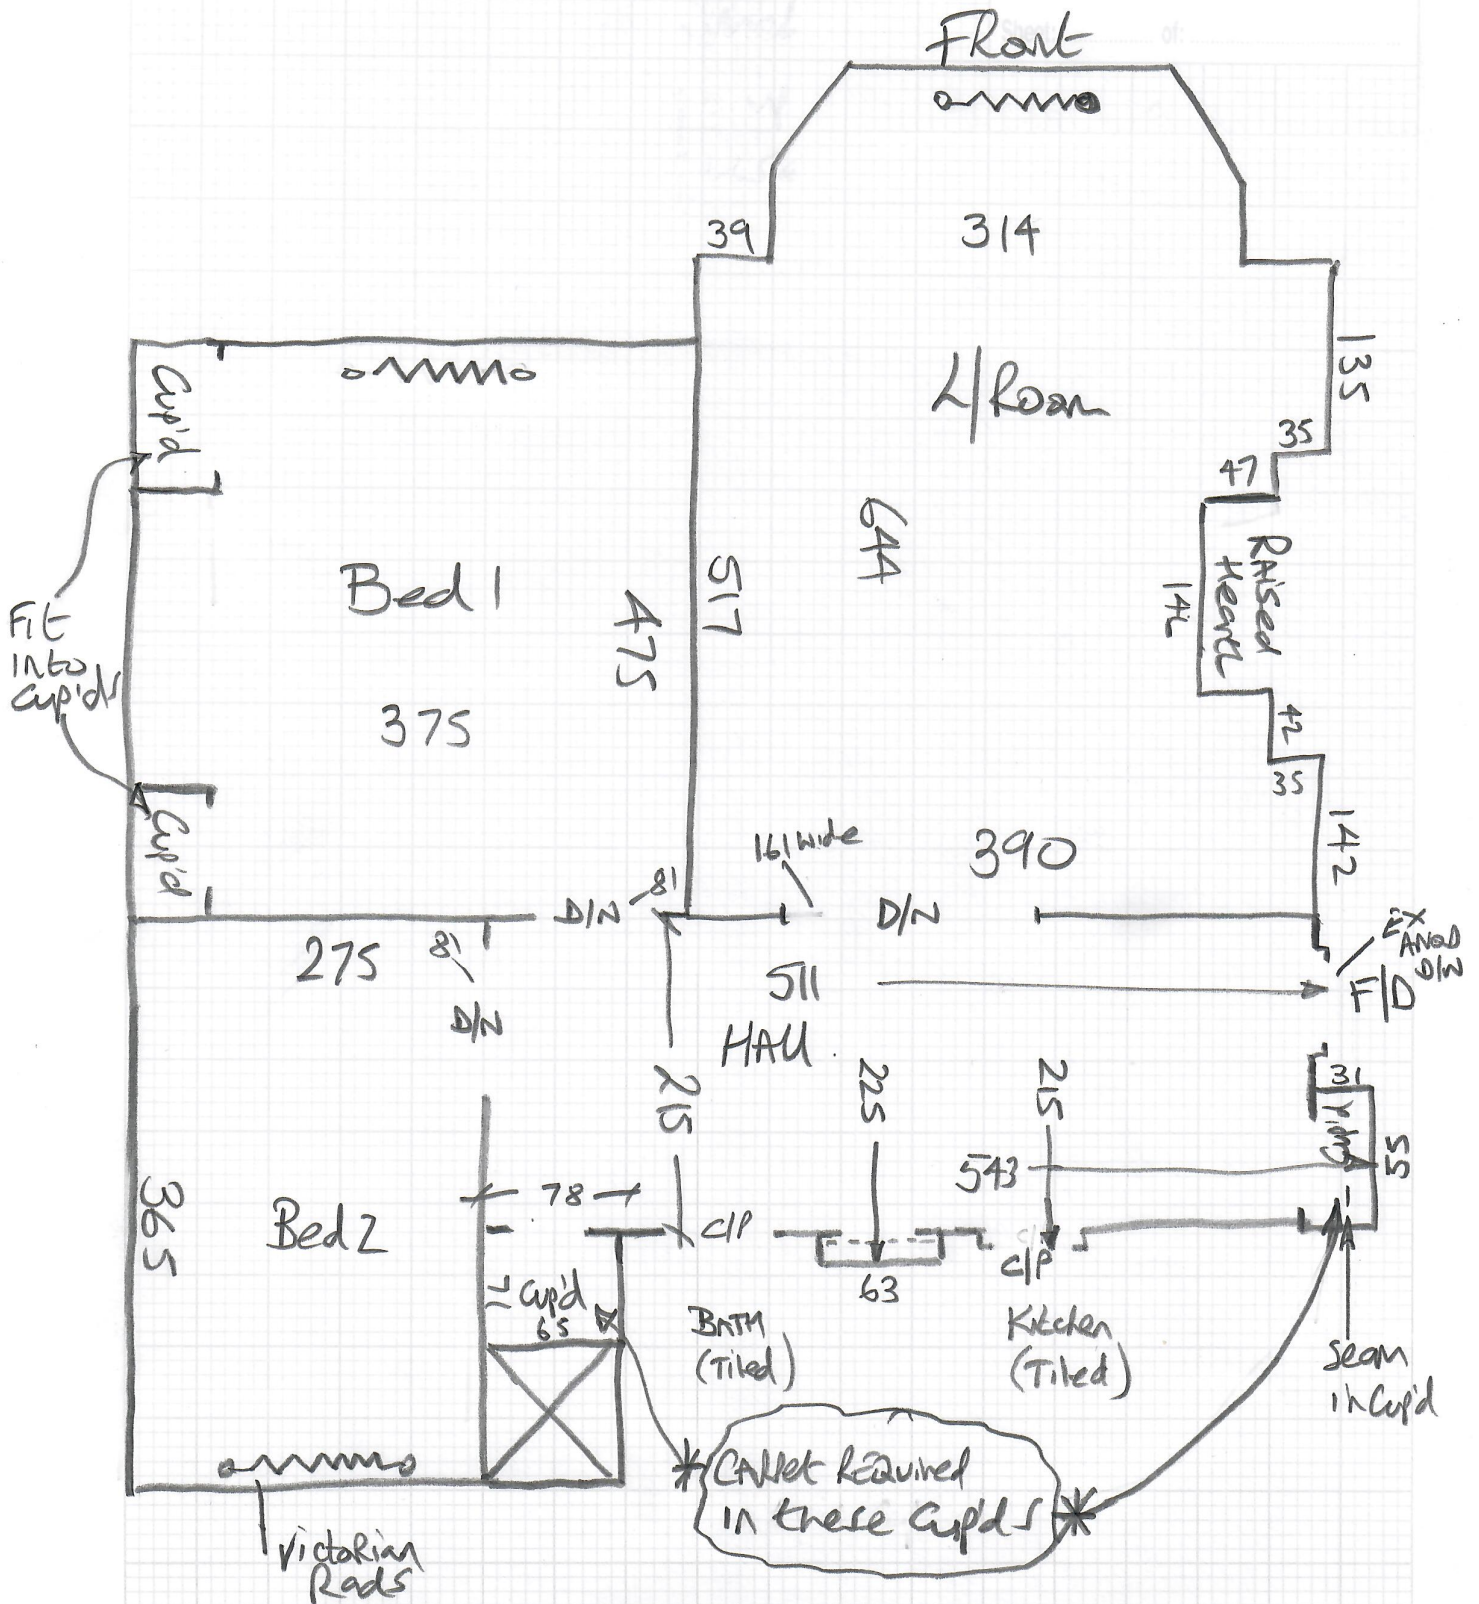 Front
39
314
135
L/Room
35
47
Raised
Hearth
142
644
517
42
35
142
390
161 wide
D/N
Cup'd
Bed 1
475
375
Fit
into
Cup'ds
Cup'd
D/N
81
275
81
D/N
511
HALL
EX
D/N
F/D
215
225
215
543
31
55
365
Bed 2
78
C/P
C/P
63
71
Cup'd
65
BATH
(Tiled)
Kitchen
(Tiled)
Seam
in Cup'd
Carpet Required
in these Cup'ds
Victorian
Rads